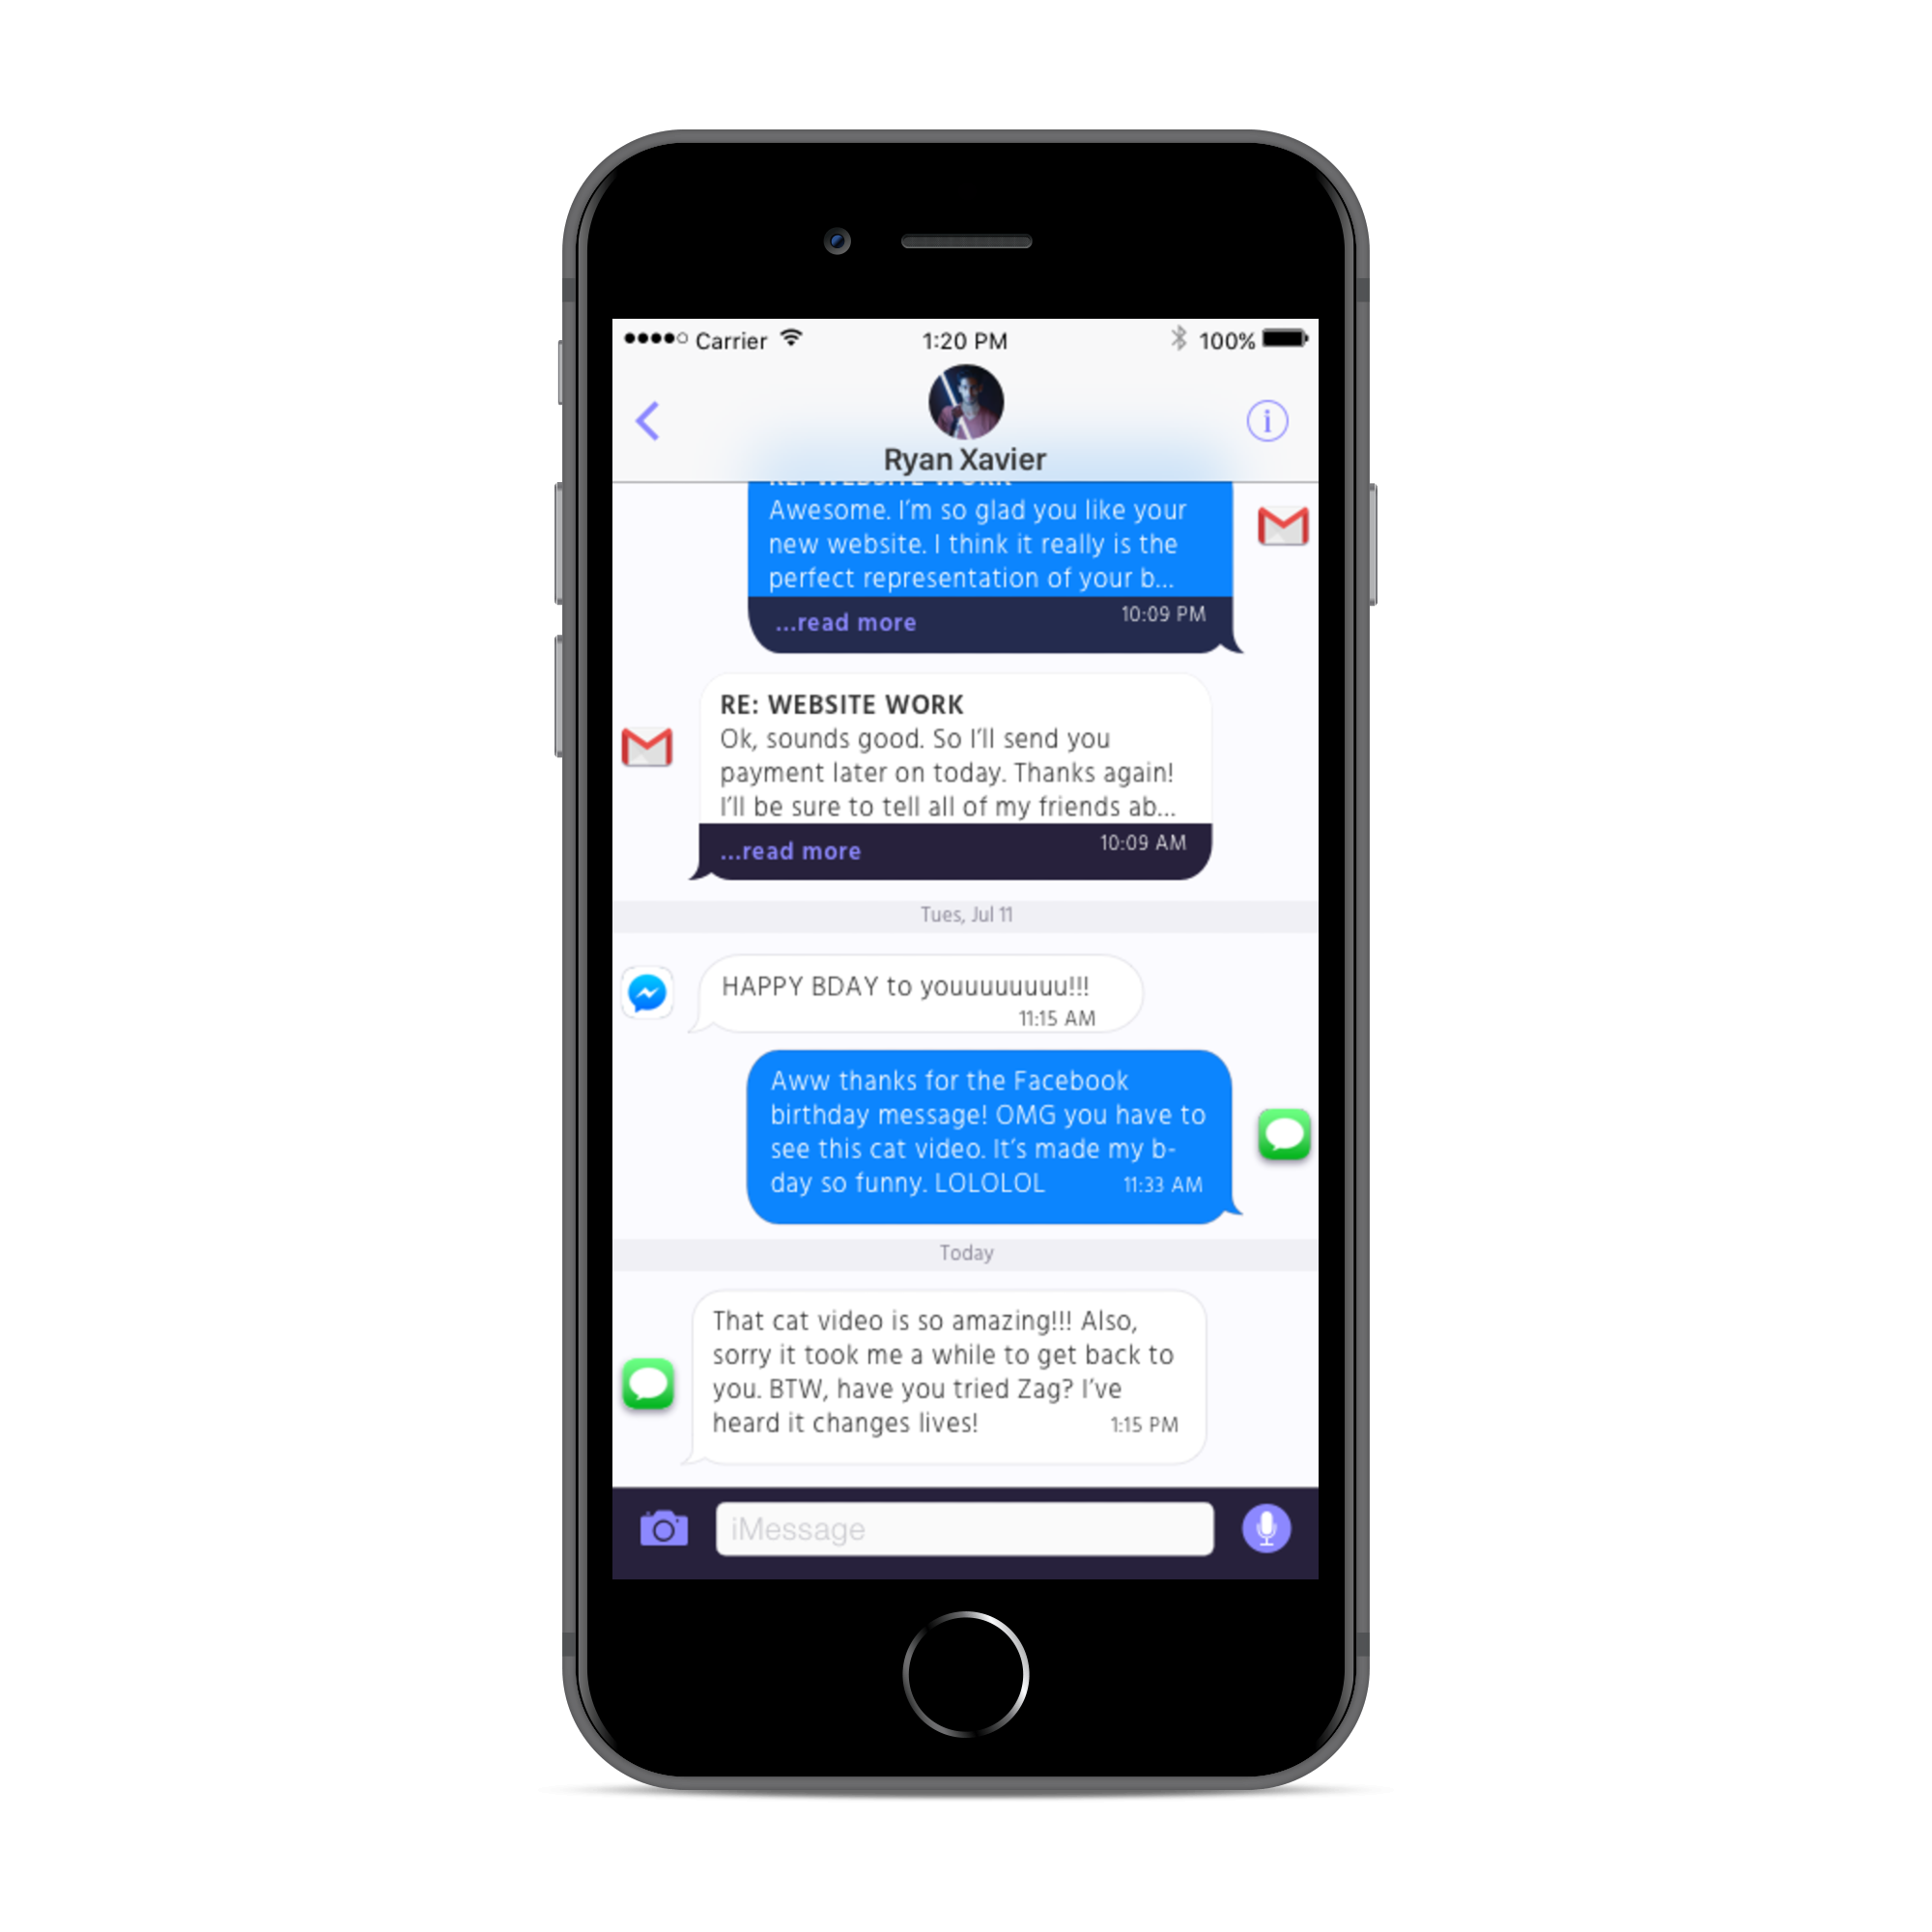 Carrier
1:20 PM
100%
Ryan Xavier
RE: WEBSITE WORK
Awesome. I'm so glad you like your
new website. I think it really is the
perfect representation of your b...
...read more
10:09 PM
RE: WEBSITE WORK
Ok, sounds good. So I'll send you
payment later on today. Thanks again!
I'll be sure to tell all of my friends ab...
...read more
10:09 AM
Tues, Jul 11
HAPPY BDAY to youuuuuuuu!!!
11:15 AM
Aww thanks for the Facebook
birthday message! OMG you have to
see this cat video. It's made my b-
day so funny. LOLOLOL
11:33 AM
Today
That cat video is so amazing!!! Also,
sorry it took me a while to get back to
you. BTW, have you tried Zag? I've
heard it changes lives!
1:15 PM
iMessage